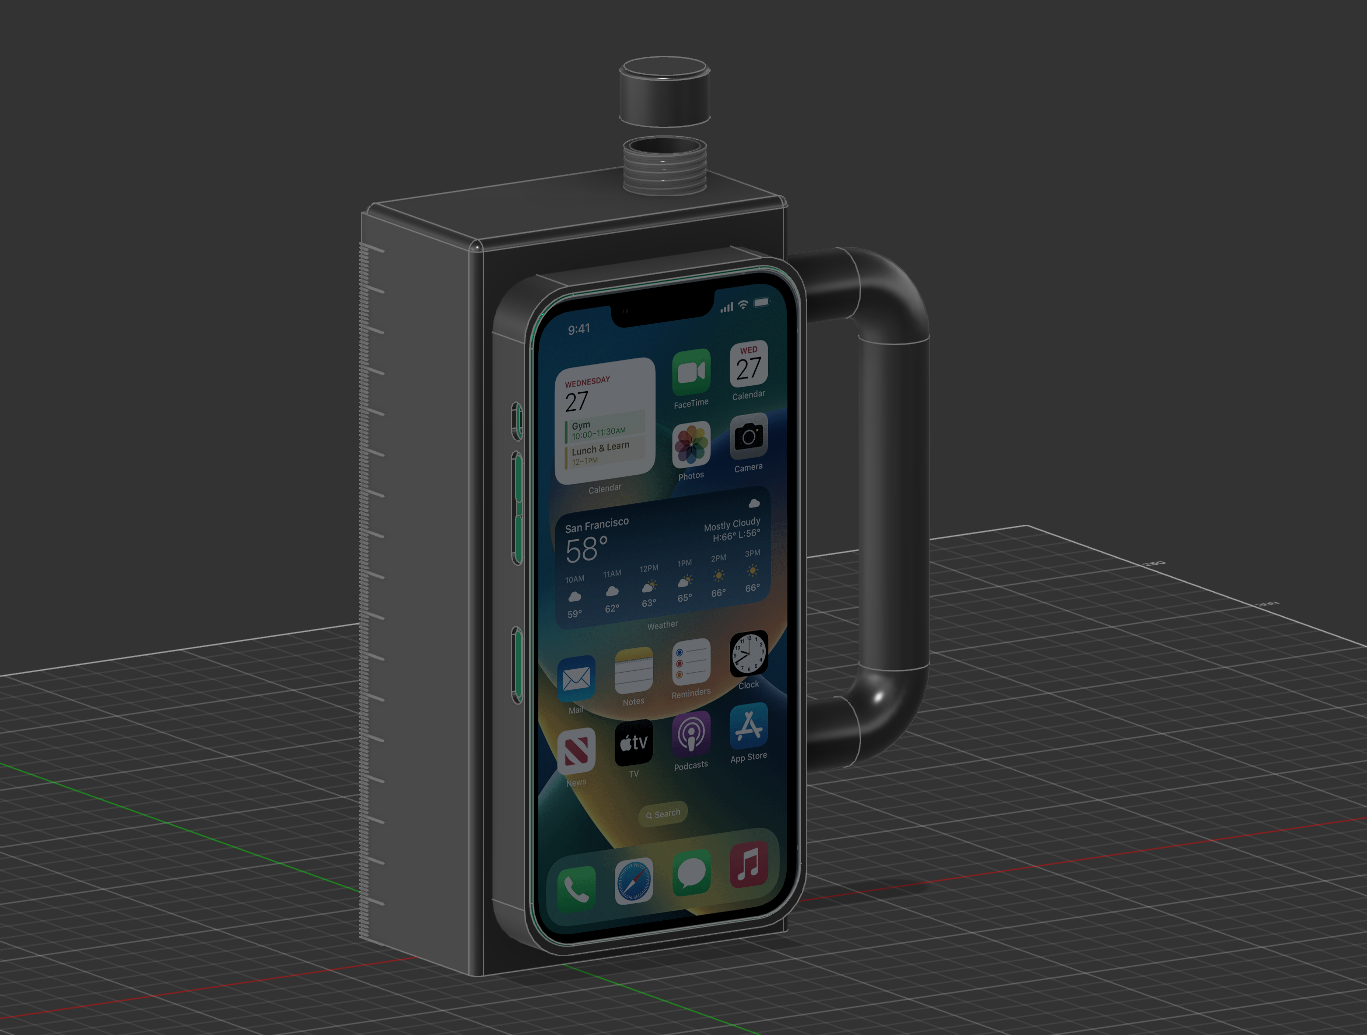 9:41
WEDNESDAY
27
Gym
10:00–11:30AM
Lunch & Learn
12–1PM
Calendar
FaceTime
WED
27
Calendar
Photos
Camera
San Francisco
58°
Mostly Cloudy
H:66° L:56°
10AM 11AM 12PM 1PM 2PM 3PM
59° 62° 63° 65° 66° 66°
Weather
Mail Notes Reminders Clock
tv
News TV Podcasts App Store
Search